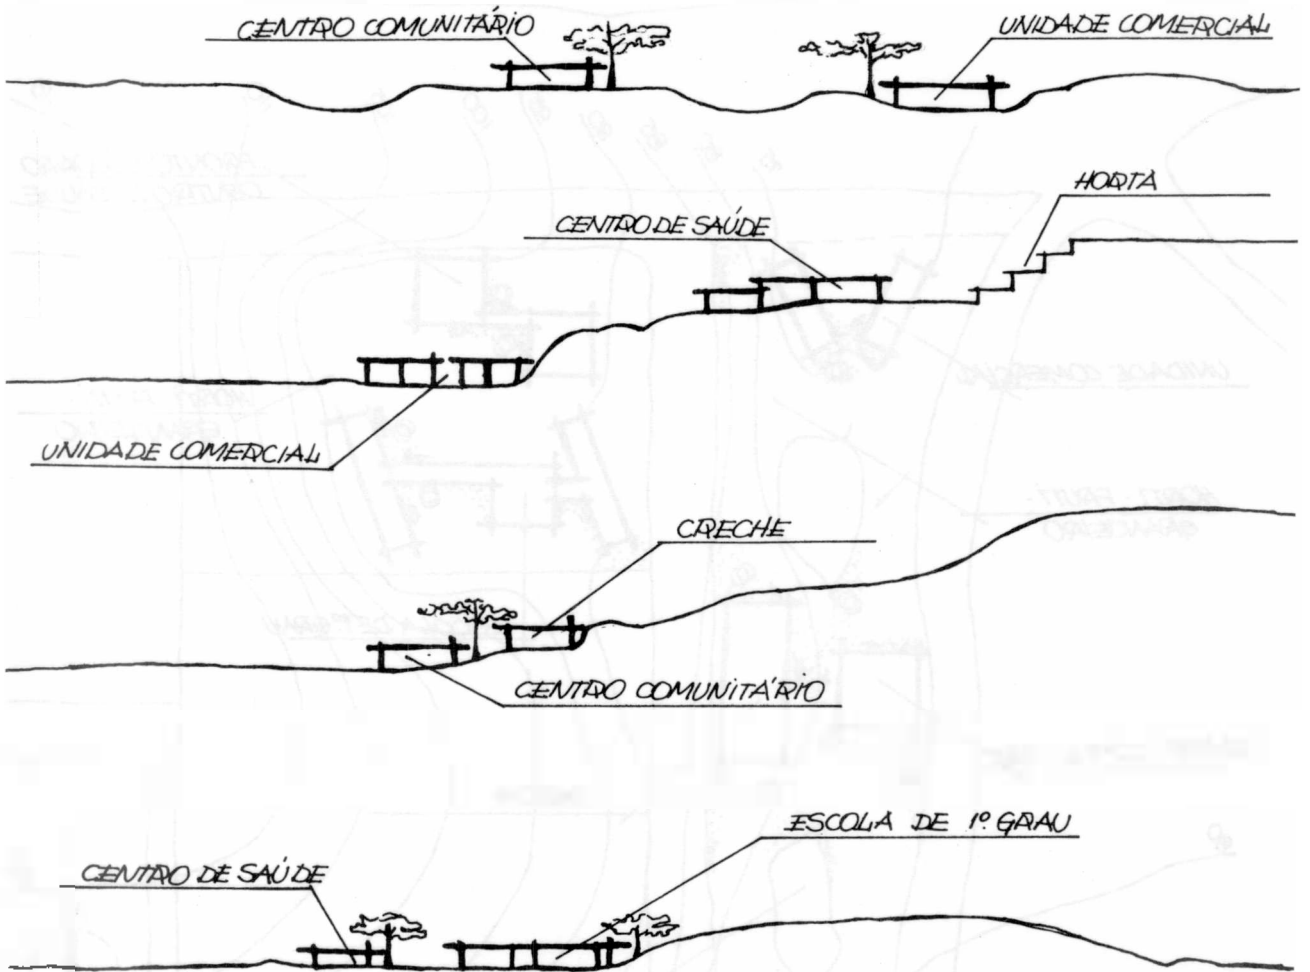 CENTRO COMUNITÁRIO
UNIDADE COMERCIAL
HORTA
CENTRO DE SAÚDE
UNIDADE COMERCIAL
CRECHE
CENTRO COMUNITÁRIO
ESCOLA DE 1º GRAU
CENTRO DE SAÚDE